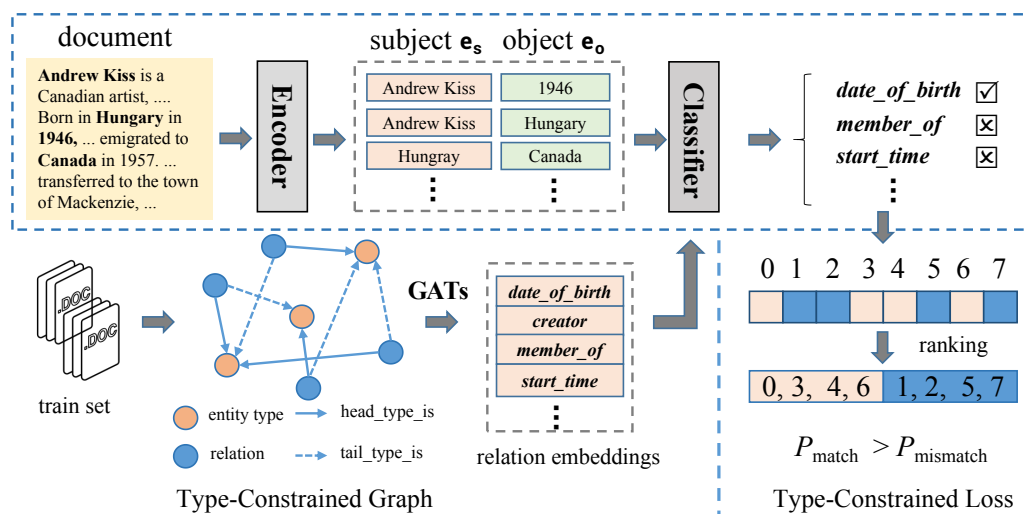 document
Andrew Kiss is a
Canadian artist, ....
Born in Hungary in
1946, ... emigrated to
Canada in 1957. ...
transferred to the town
of Mackenzie, ...
Encoder
subject e_s object e_o
Andrew Kiss 1946
Andrew Kiss Hungary
Hungray Canada
Classifier
date_of_birth
member_of
start_time
train set
.DOC
.DOC
entity type head_type_is
relation tail_type_is
Type-Constrained Graph
GATs
date_of_birth
creator
member_of
start_time
relation embeddings
0 1 2 3 4 5 6 7
ranking
0, 3, 4, 6 1, 2, 5, 7
P_match > P_mismatch
Type-Constrained Loss